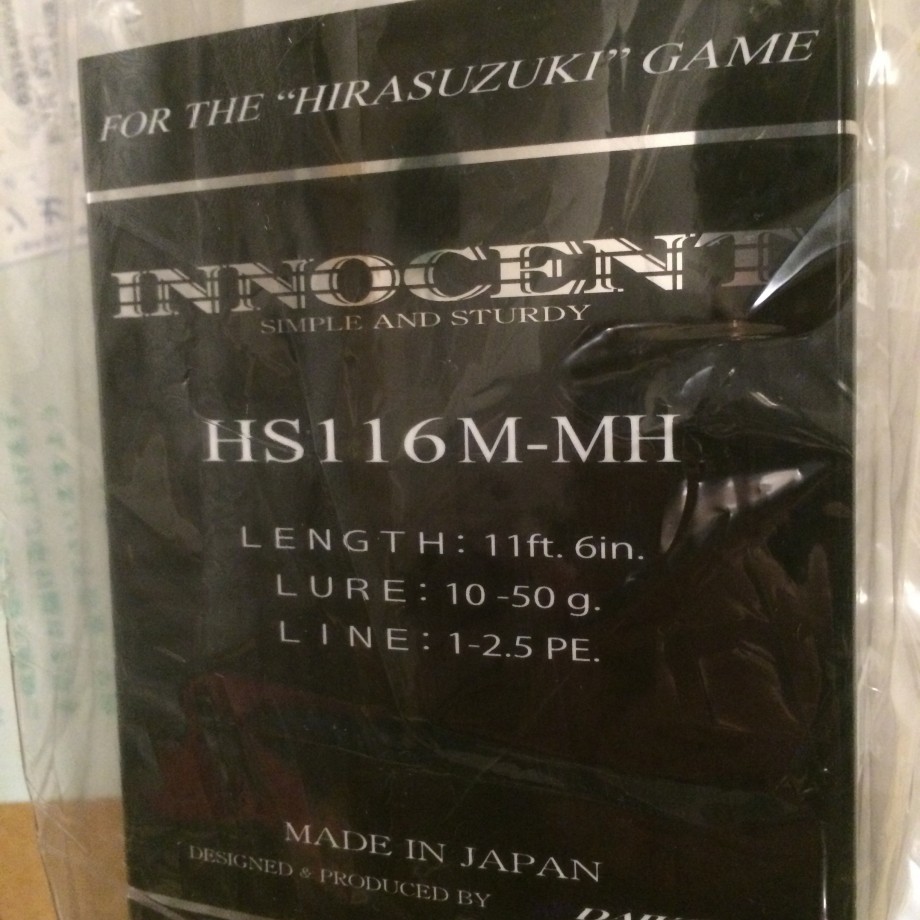 FOR THE “HIRASUZUKI” GAME
INNOCENT
SIMPLE AND STURDY
HS116M-MH
LENGTH: 11ft. 6in.
LURE: 10 -50 g.
LINE: 1-2.5 PE.
MADE IN JAPAN
DESIGNED & PRODUCED BY